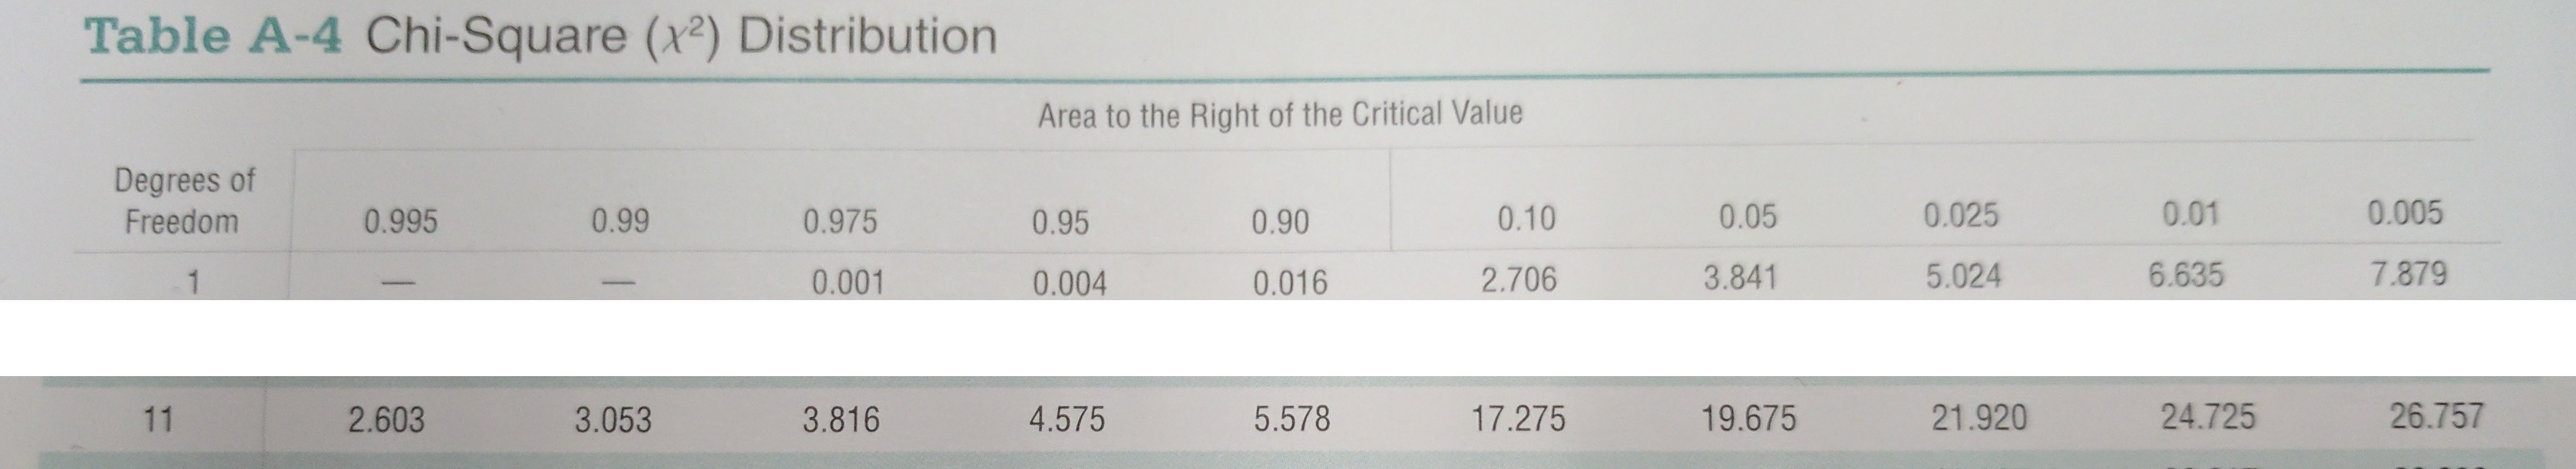 Table A-4 Chi-Square (χ²) Distribution
Area to the Right of the Critical Value
Degrees of
Freedom 0.995 0.99 0.975 0.95 0.90 0.10 0.05 0.025 0.01 0.005
1 — — 0.001 0.004 0.016 2.706 3.841 5.024 6.635 7.879
11 2.603 3.053 3.816 4.575 5.578 17.275 19.675 21.920 24.725 26.757